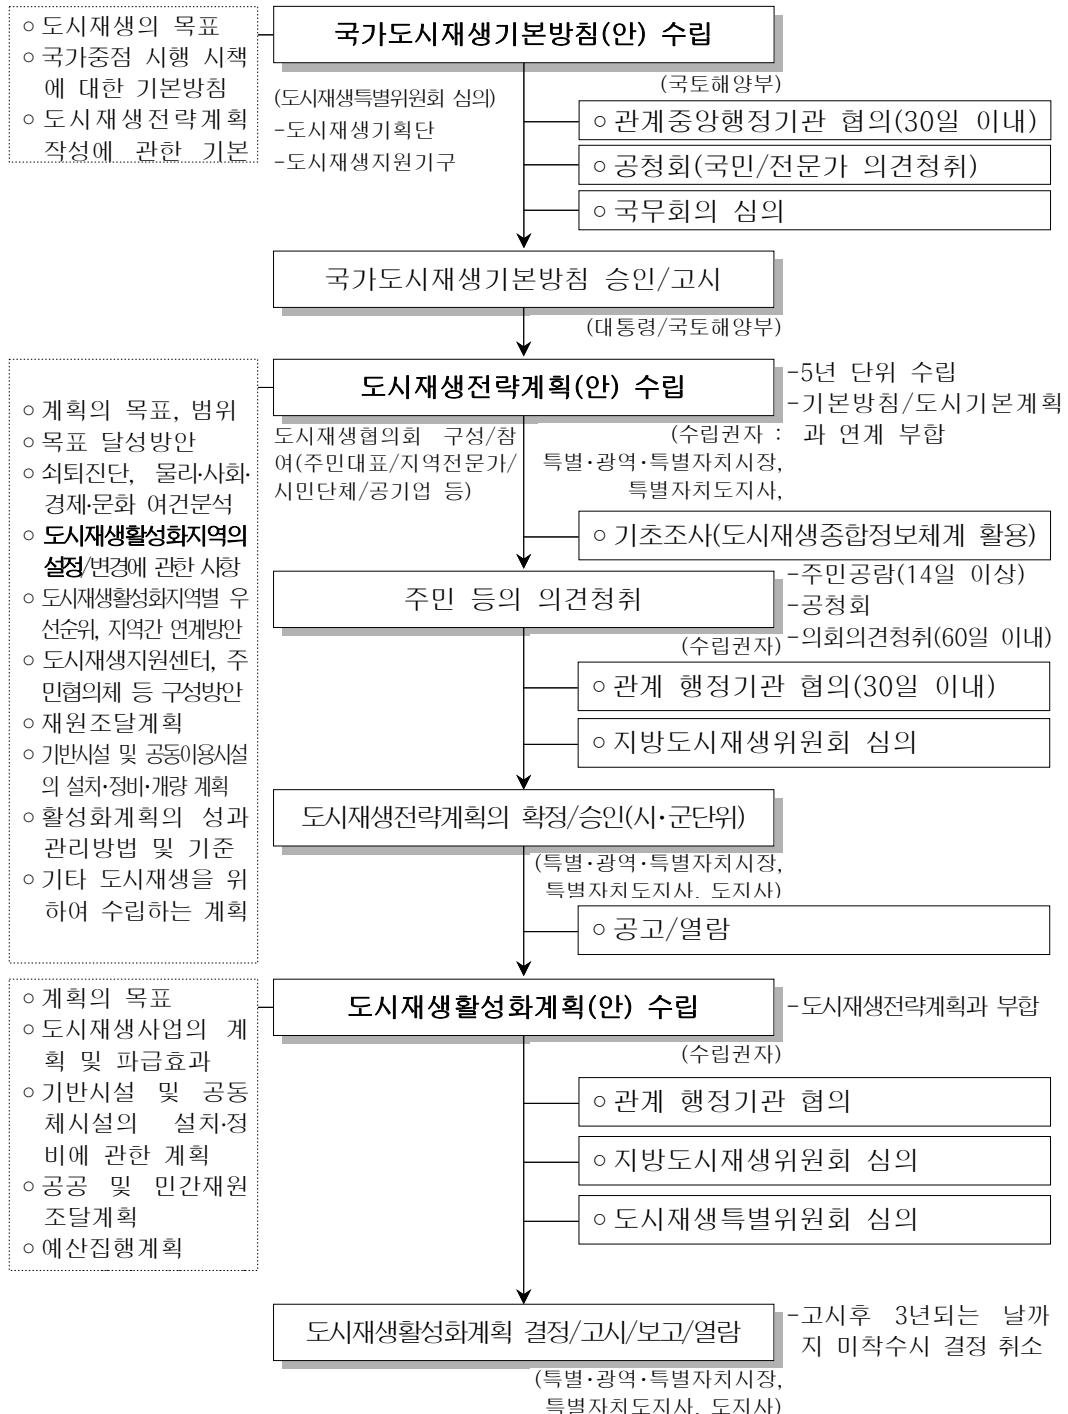 ○ 도시재생의 목표
○ 국가중점 시행 시책
에 대한 기본방침
○ 도시재생전략계획
작성에 관한 기본
국가도시재생기본방침(안) 수립
(국토해양부)
(도시재생특별위원회 심의)
-도시재생기획단
-도시재생지원기구
○ 관계중앙행정기관 협의(30일 이내)
○ 공청회(국민/전문가 의견청취)
○ 국무회의 심의
국가도시재생기본방침 승인/고시
(대통령/국토해양부)
○ 계획의 목표, 범위
○ 목표 달성방안
○ 쇠퇴진단, 물리·사회·
경제·문화 여건분석
○ 도시재생활성화지역의
설정/변경에 관한 사항
○ 도시재생활성화지역별 우
선순위, 지역간 연계방안
○ 도시재생지원센터, 주
민협의체 등 구성방안
○ 재원조달계획
○ 기반시설 및 공동이용시설
의 설치·정비·개량 계획
○ 활성화계획의 성과
관리방법 및 기준
○ 기타 도시재생을 위
하여 수립하는 계획
도시재생전략계획(안) 수립
-5년 단위 수립
-기본방침/도시기본계획
과 연계 부합
도시재생협의회 구성/참
여(주민대표/지역전문가/
시민단체/공기업 등)
(수립권자 :
특별·광역·특별자치시장,
특별자치도지사,
○ 기초조사(도시재생종합정보체계 활용)
주민 등의 의견청취
-주민공람(14일 이상)
-공청회
-의회의견청취(60일 이내)
(수립권자)
○ 관계 행정기관 협의(30일 이내)
○ 지방도시재생위원회 심의
도시재생전략계획의 확정/승인(시·군단위)
(특별·광역·특별자치시장,
특별자치도지사, 도지사)
○ 공고/열람
○ 계획의 목표
○ 도시재생사업의 계
획 및 파급효과
○ 기반시설 및 공동
체시설의 설치·정
비에 관한 계획
○ 공공 및 민간재원
조달계획
○ 예산집행계획
도시재생활성화계획(안) 수립
-도시재생전략계획과 부합
(수립권자)
○ 관계 행정기관 협의
○ 지방도시재생위원회 심의
○ 도시재생특별위원회 심의
도시재생활성화계획 결정/고시/보고/열람
-고시후 3년되는 날까
지 미착수시 결정 취소
(특별·광역·특별자치시장,
특별자치도지사, 도지사)